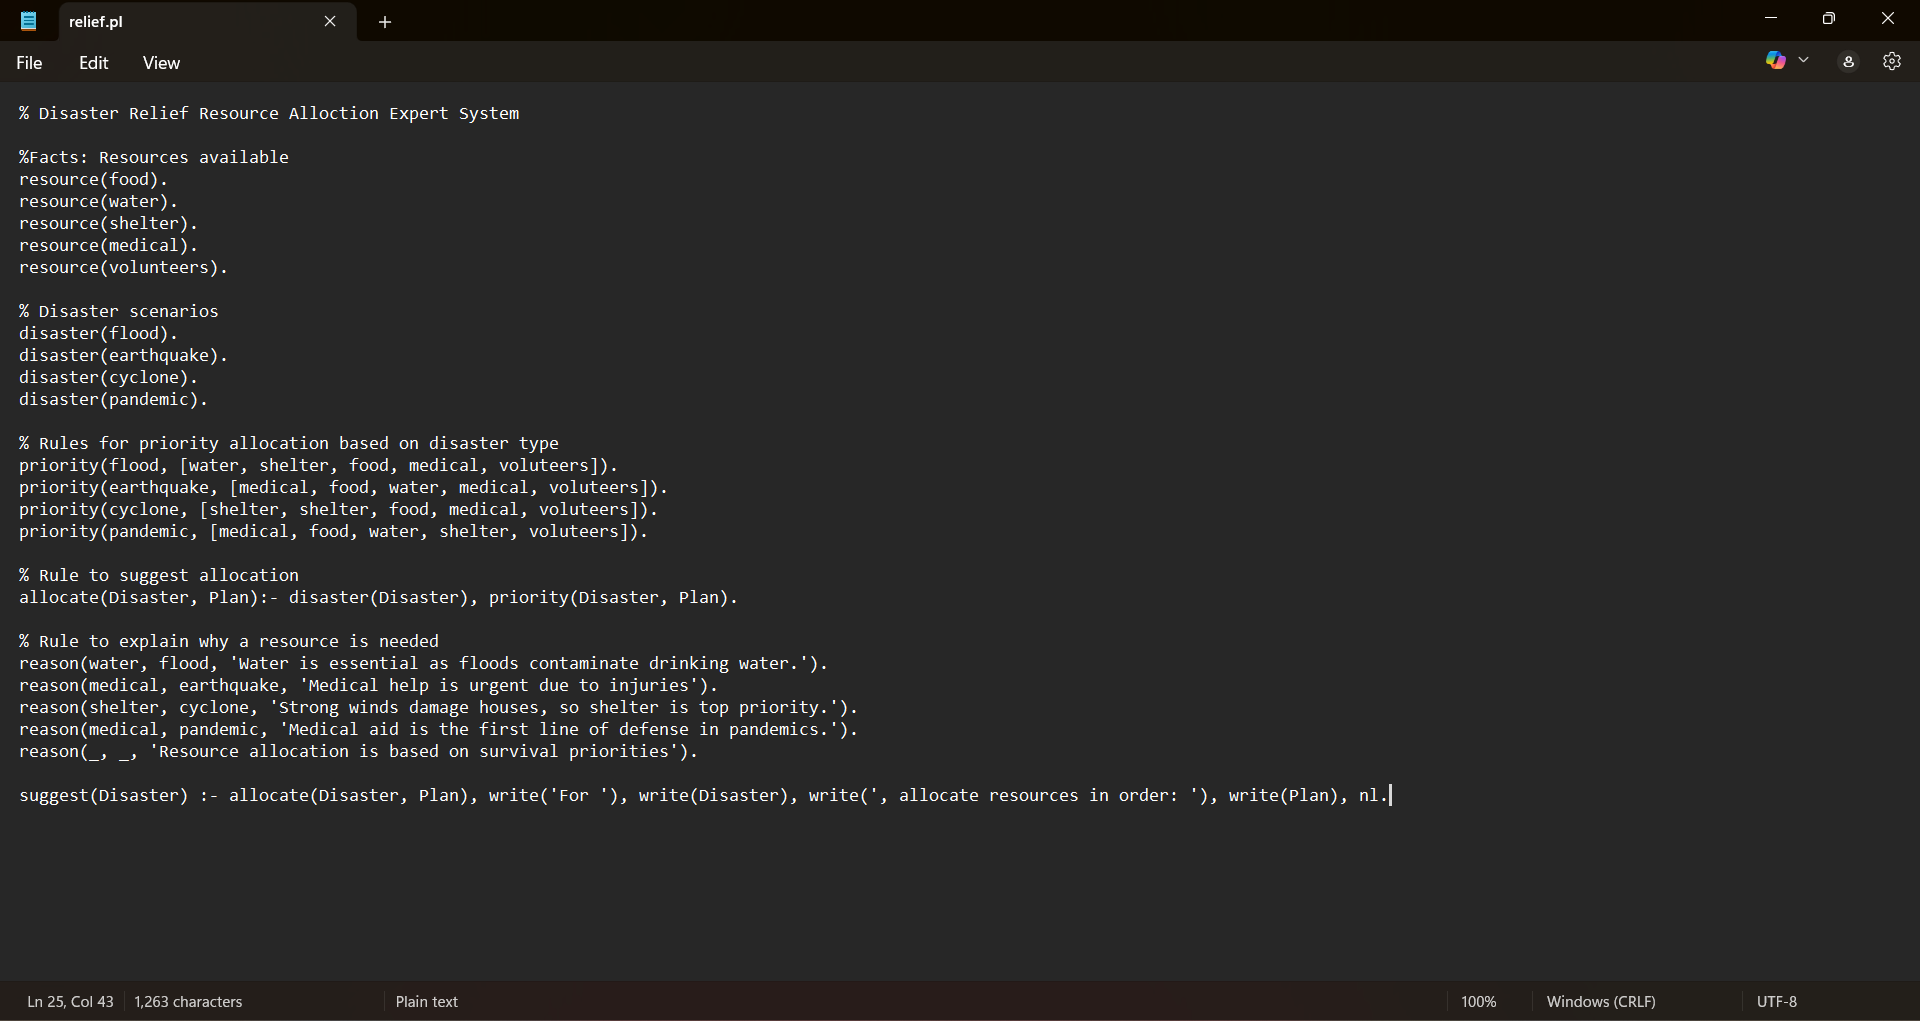 relief.pl
File Edit View
% Disaster Relief Resource Alloction Expert System
%Facts: Resources available
resource(food).
resource(water).
resource(shelter).
resource(medical).
resource(volunteers).
% Disaster scenarios
disaster(flood).
disaster(earthquake).
disaster(cyclone).
disaster(pandemic).
% Rules for priority allocation based on disaster type
priority(flood, [water, shelter, food, medical, voluteers]).
priority(earthquake, [medical, food, water, medical, voluteers]).
priority(cyclone, [shelter, shelter, food, medical, voluteers]).
priority(pandemic, [medical, food, water, shelter, voluteers]).
% Rule to suggest allocation
allocate(Disaster, Plan):- disaster(Disaster), priority(Disaster, Plan).
% Rule to explain why a resource is needed
reason(water, flood, 'Water is essential as floods contaminate drinking water.').
reason(medical, earthquake, 'Medical help is urgent due to injuries').
reason(shelter, cyclone, 'Strong winds damage houses, so shelter is top priority.').
reason(medical, pandemic, 'Medical aid is the first line of defense in pandemics.').
reason(_, _, 'Resource allocation is based on survival priorities').
suggest(Disaster) :- allocate(Disaster, Plan), write('For '), write(Disaster), write(', allocate resources in order: '), write(Plan), nl.
Ln 25, Col 43 1,263 characters Plain text 100% Windows (CRLF) UTF-8